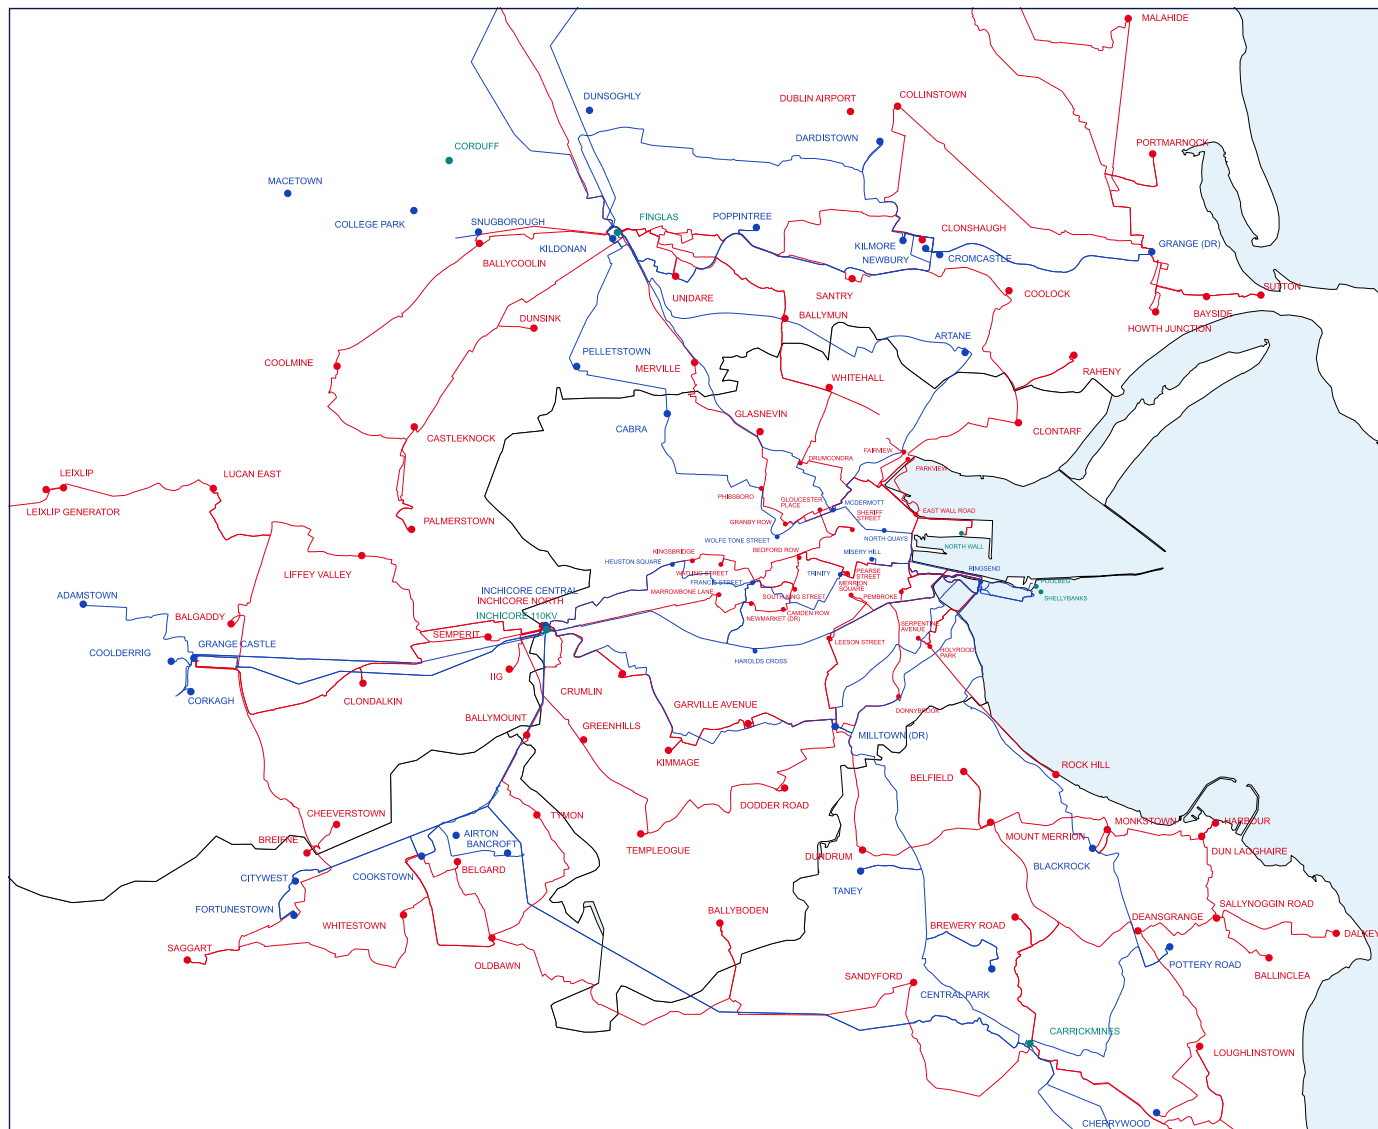 MALAHIDE
DUNSOGHLY
DUBLIN AIRPORT
COLLINSTOWN
DARDISTOWN
CORDUFF
PORTMARNOCK
MACETOWN
COLLEGE PARK
SNUGBOROUGH
FINGLAS
POPPINTREE
KILDONAN
KILMORE
CLONSHAUGH
GRANGE (DR)
NEWBURY
CROMCASTLE
BALLYCOOLIN
UNIDARE
SANTRY
COOLOCK
SUTTON
BAYSIDE
DUNSINK
BALLYMUN
HOWTH JUNCTION
ARTANE
COOLMINE
PELLETSTOWN
MERVILLE
RAHENY
WHITEHALL
CABRA
GLASNEVIN
CLONTARF
CASTLEKNOCK
FAIRVIEW
DRUMCONDRA
PARKVIEW
LEIXLIP
LUCAN EAST
PHIBSBORO
GLOUCESTER
PLACE
MCDERMOTT
LEIXLIP GENERATOR
SHERIFF
STREET
EAST WALL ROAD
PALMERSTOWN
GRANBY ROW
WOLFE TONE STREET
NORTH QUAYS
NORTH WALL
KINGSBRIDGE
BEDFORD ROW
MISERY HILL
LIFFEY VALLEY
HEUSTON SQUARE
WATLING STREET
TRINITY
PEARSE
STREET
RINGSEND
FRANCIS STREET
MERRION
SQUARE
POOLBEG
ADAMSTOWN
INCHICORE CENTRAL
MARROWBONE LANE
SOUTH KING STREET
PEMBROKE
SHELLYBANKS
INCHICORE NORTH
CAMDEN ROW
BALGADDY
INCHICORE 110KV
NEWMARKET (DR)
SEMPERIT
LEESON STREET
SERPENTINE
AVENUE
GRANGE CASTLE
HAROLDS CROSS
HOLYROOD
PARK
COOLDERRIG
IIG
CRUMLIN
CORKAGH
CLONDALKIN
GARVILLE AVENUE
DONNYBROOK
BALLYMOUNT
GREENHILLS
MILLTOWN (DR)
KIMMAGE
ROCK HILL
BELFIELD
DODDER ROAD
CHEEVERSTOWN
TYMON
HARBOUR
AIRTON
MOUNT MERRION
MONKSTOWN
BREIFNE
BANCROFT
TEMPLEOGUE
DUNDRUM
DUN LAOGHAIRE
BLACKROCK
COOKSTOWN
BELGARD
CITYWEST
TANEY
SALLYNOGGIN ROAD
FORTUNESTOWN
WHITESTOWN
BALLYBODEN
BREWERY ROAD
DEANSGRANGE
DALKEY
SAGGART
OLDBAWN
POTTERY ROAD
SANDYFORD
CENTRAL PARK
BALLINCLEA
CARRICKMINES
LOUGHLINSTOWN
CHERRYWOOD